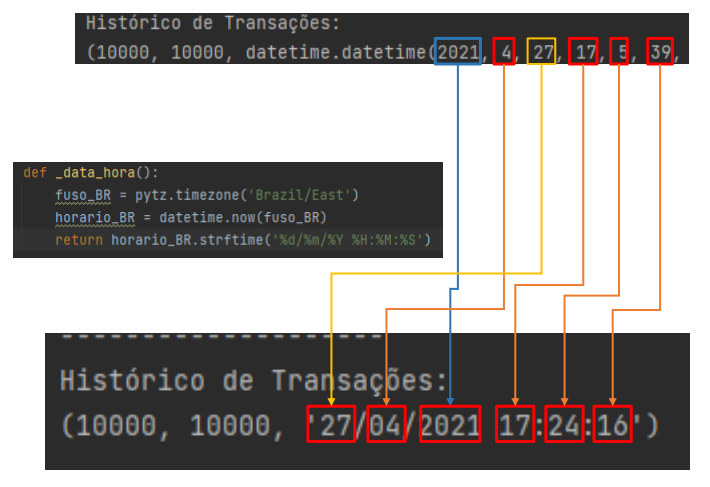 Histórico de Transações:
(10000, 10000, datetime.datetime(2021, 4, 27, 17, 5, 39,
def _data_hora():
fuso_BR = pytz.timezone('Brazil/East')
horario_BR = datetime.now(fuso_BR)
return horario_BR.strftime('%d/%m/%Y %H:%M:%S')
--------------------
Histórico de Transações:
(10000, 10000, '27/04/2021 17:24:16')